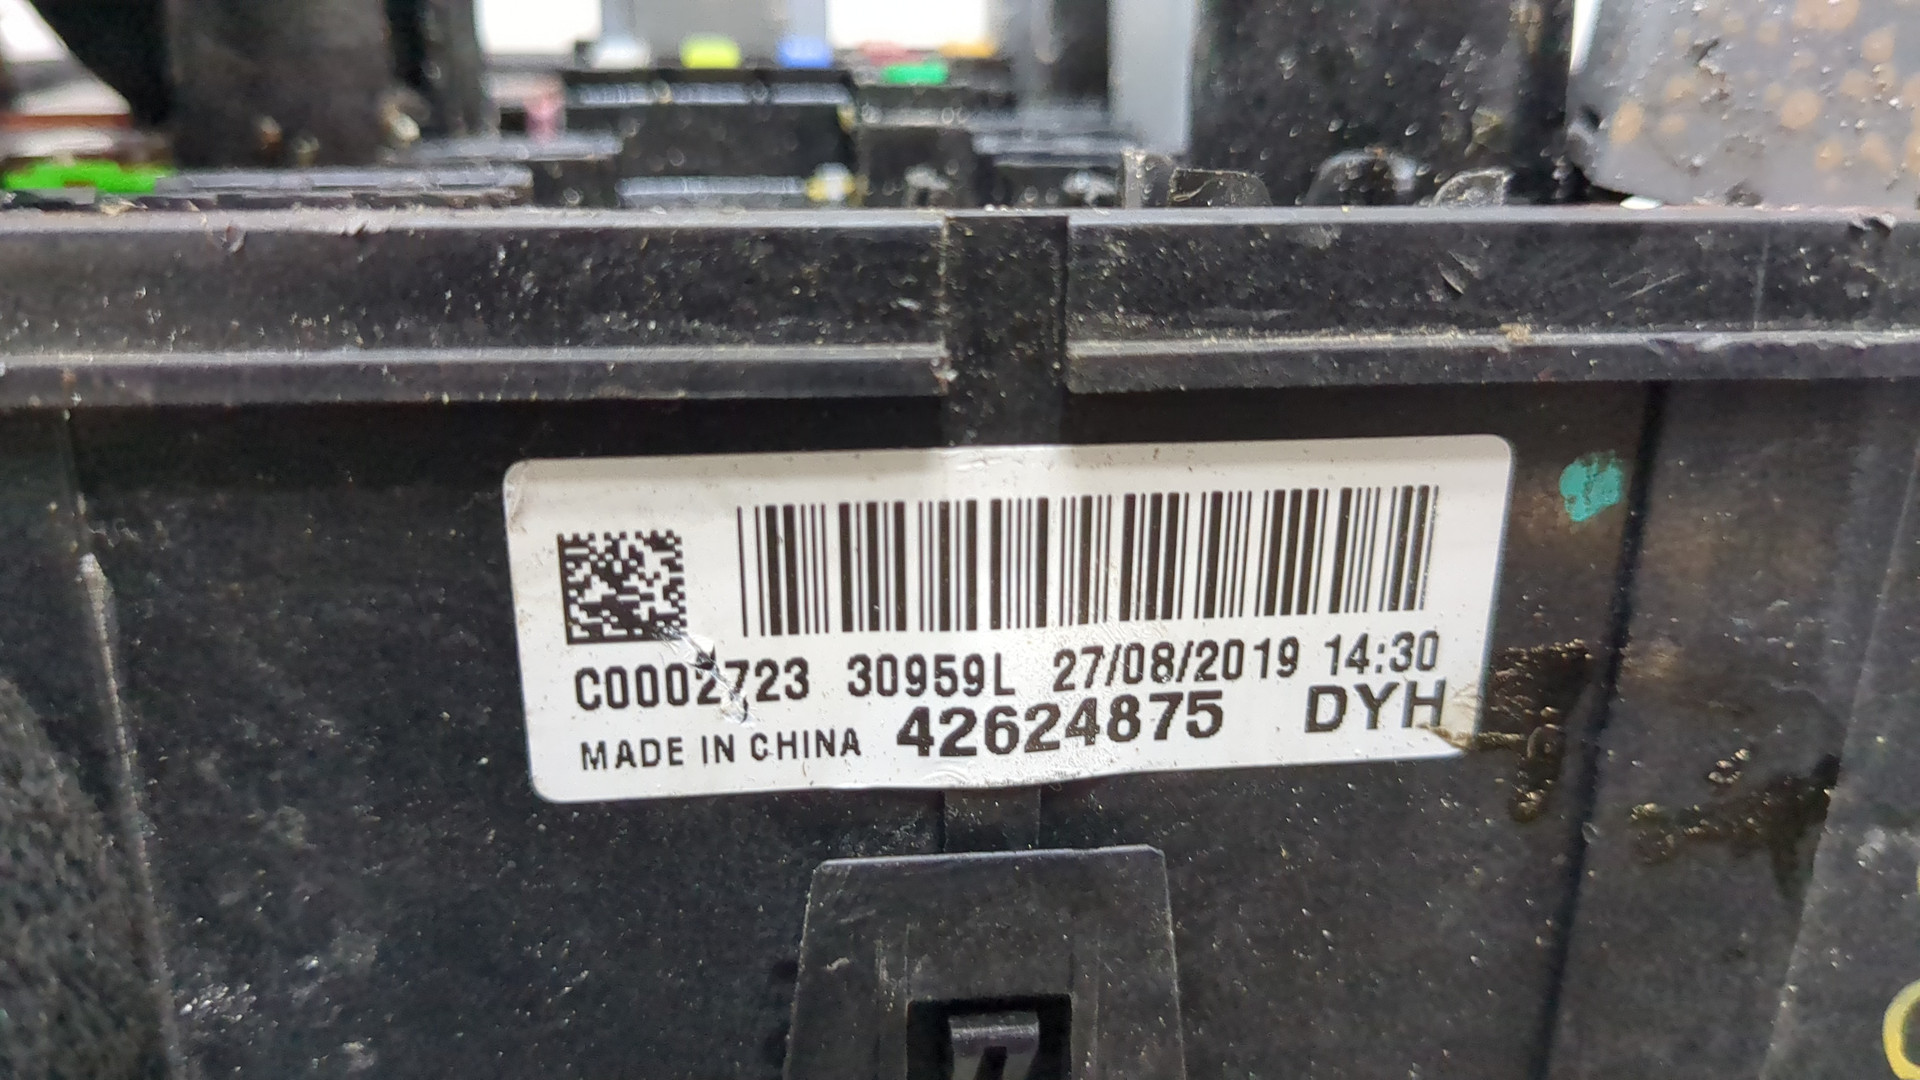 C0002723 30959L 27/08/2019 14:30
MADE IN CHINA 42624875 DYH